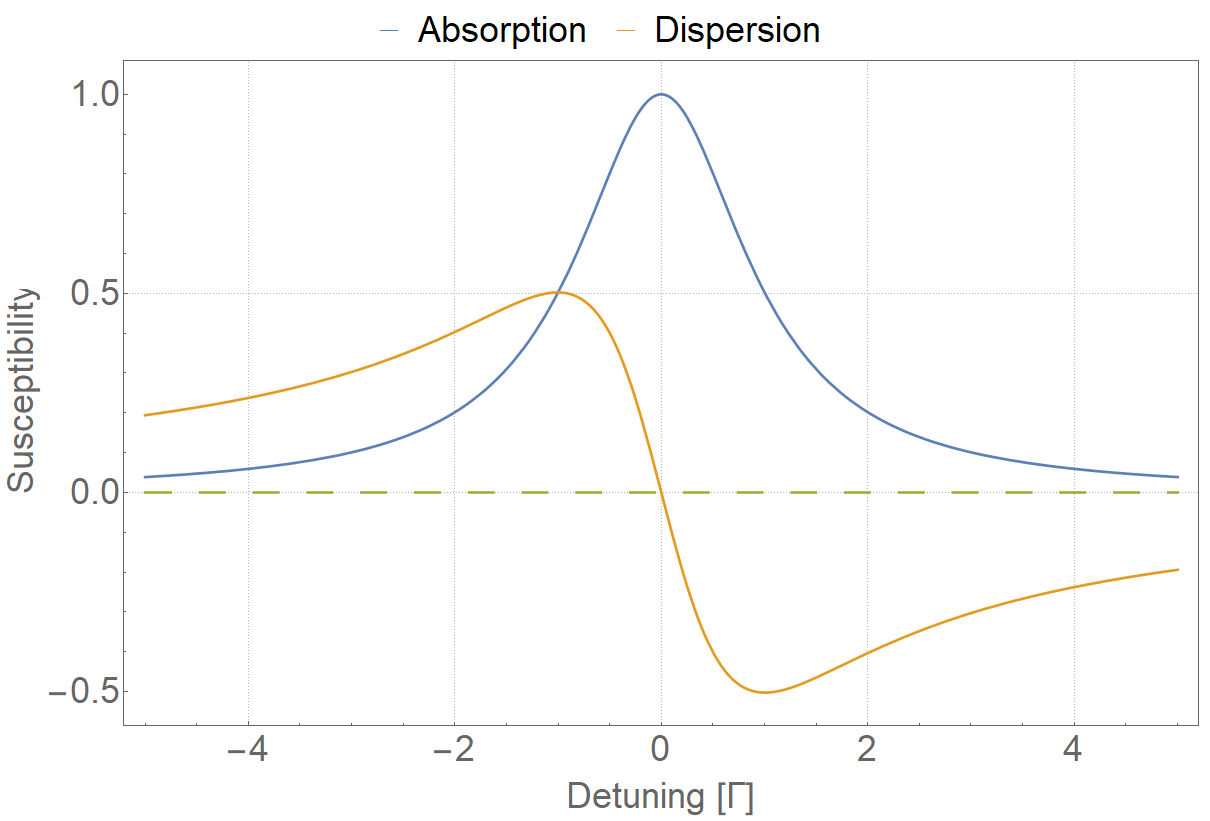 Absorption Dispersion
1.0
0.5
0.0
−0.5
Susceptibility
−4 −2 0 2 4
Detuning [Γ]